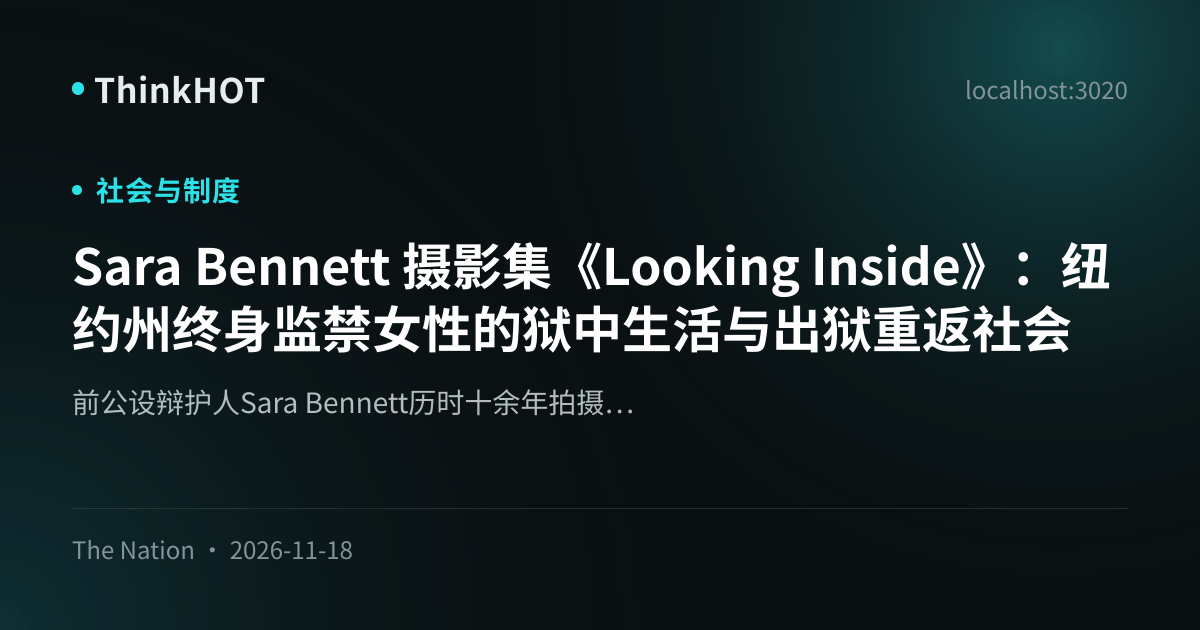 ThinkHOT
localhost:3020
社会与制度
Sara Bennett 摄影集《Looking Inside》：纽
约州终身监禁女性的狱中生活与出狱重返社会
前公设辩护人Sara Bennett历时十余年拍摄…
The Nation · 2026-11-18